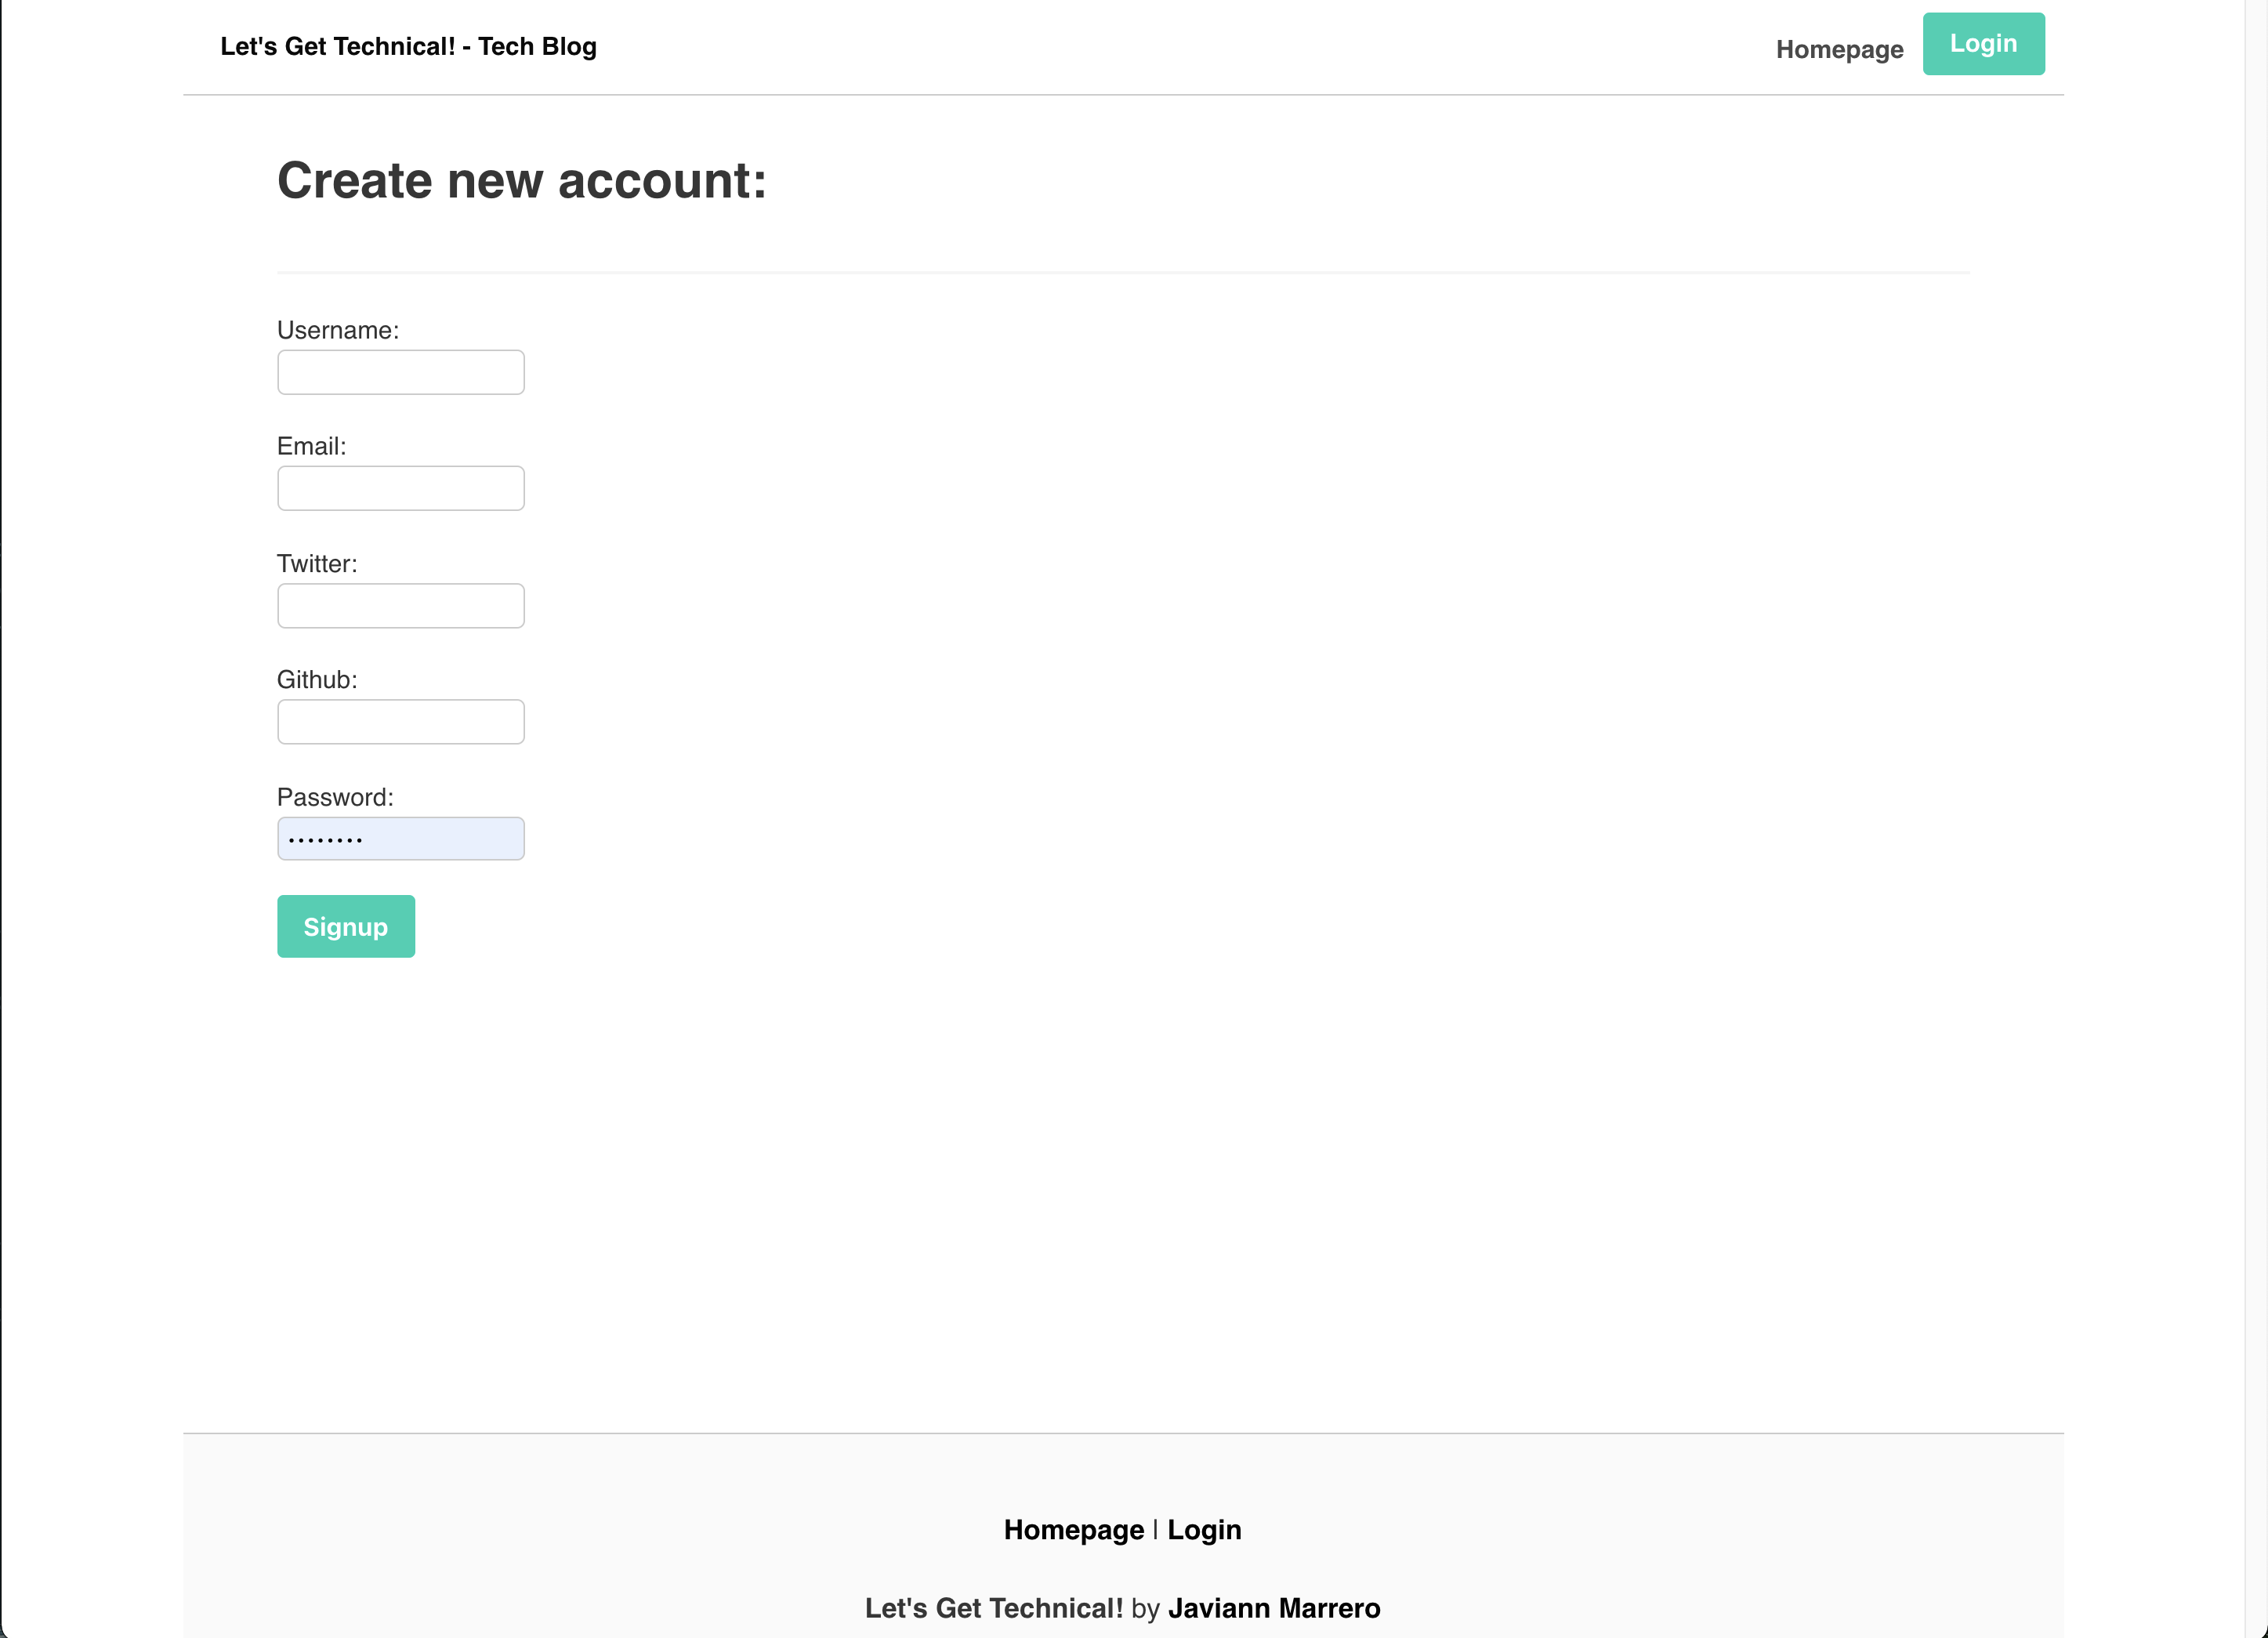 Let's Get Technical! - Tech Blog
Homepage
Login
Create new account:
Username:
Email:
Twitter:
Github:
Password:
••••••••
Signup
Homepage | Login
Let's Get Technical! by Javiann Marrero